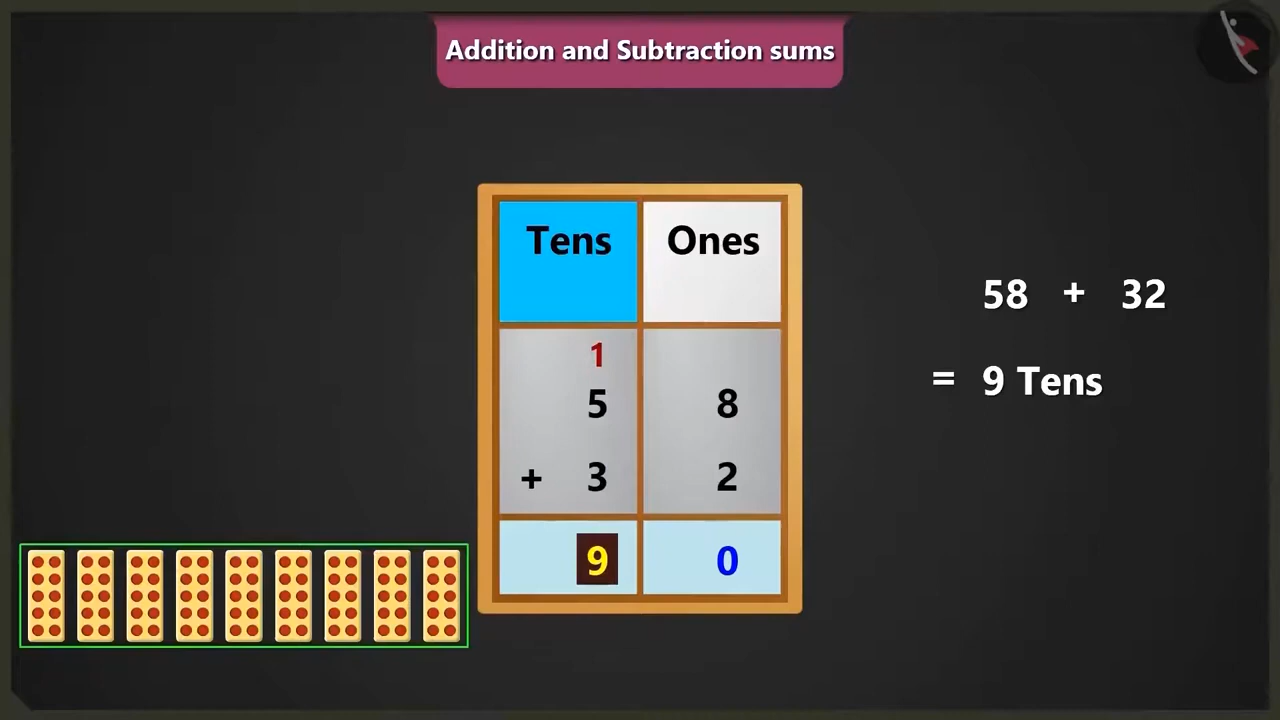 Addition and Subtraction sums
Tens Ones
1
5 8
+ 3 2
9 0
58 + 32
= 9 Tens